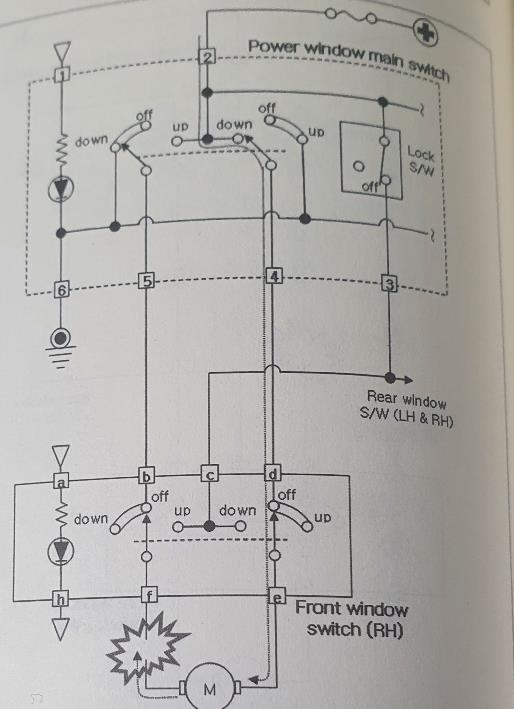 Power window main switch
1
2
off
down
up
down
off
up
Lock
S/W
off
6
5
4
3
Rear window
S/W (LH & RH)
a
b
c
d
down
off
up
down
off
up
h
f
e
Front window
switch (RH)
M